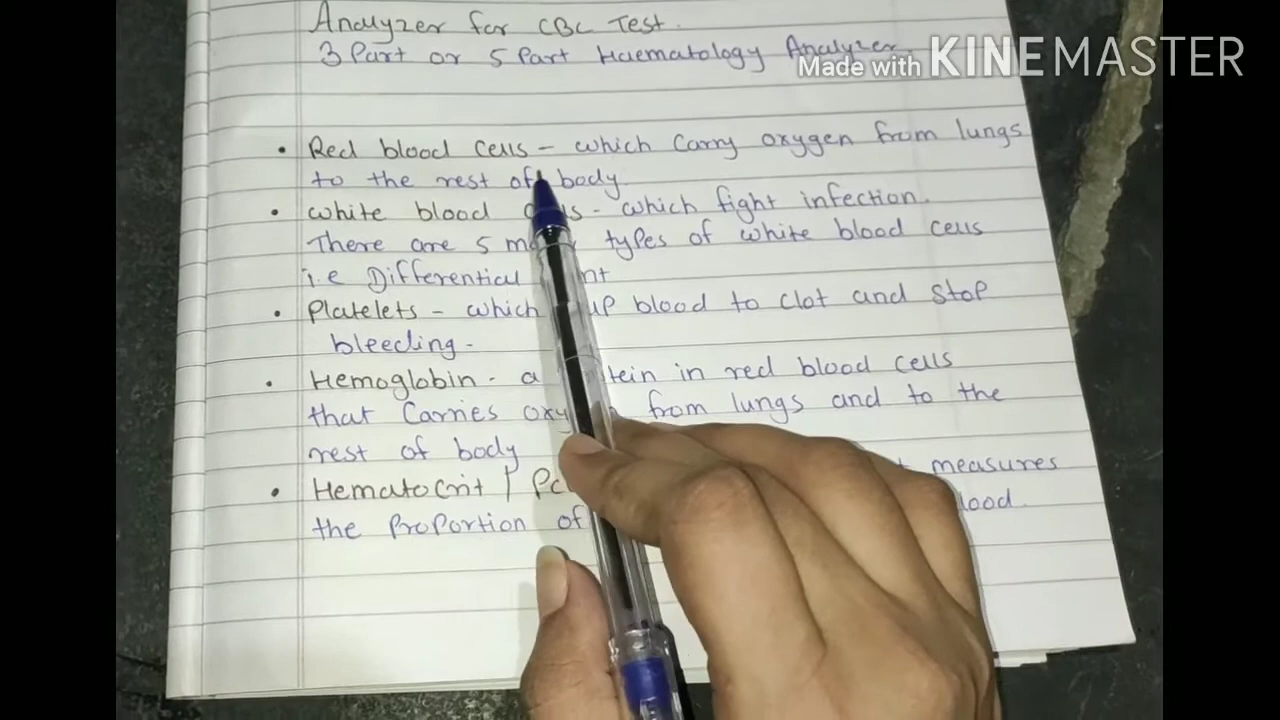 Analyzer for CBC Test.
3 Part or 5 Part Haematology Analyzer.
Made with KINEMASTER
• Red blood cells - which carry oxygen from lungs
to the rest of body
• white blood - which fight infection.
There are 5 types of white blood cells
i.e Differential
• Platelets - which blood to clot and stop
bleeding -
• Hemoglobin - a in red blood cells
that Carries from lungs and to the
rest of body
• Hematocrit | measures
the Proportion of